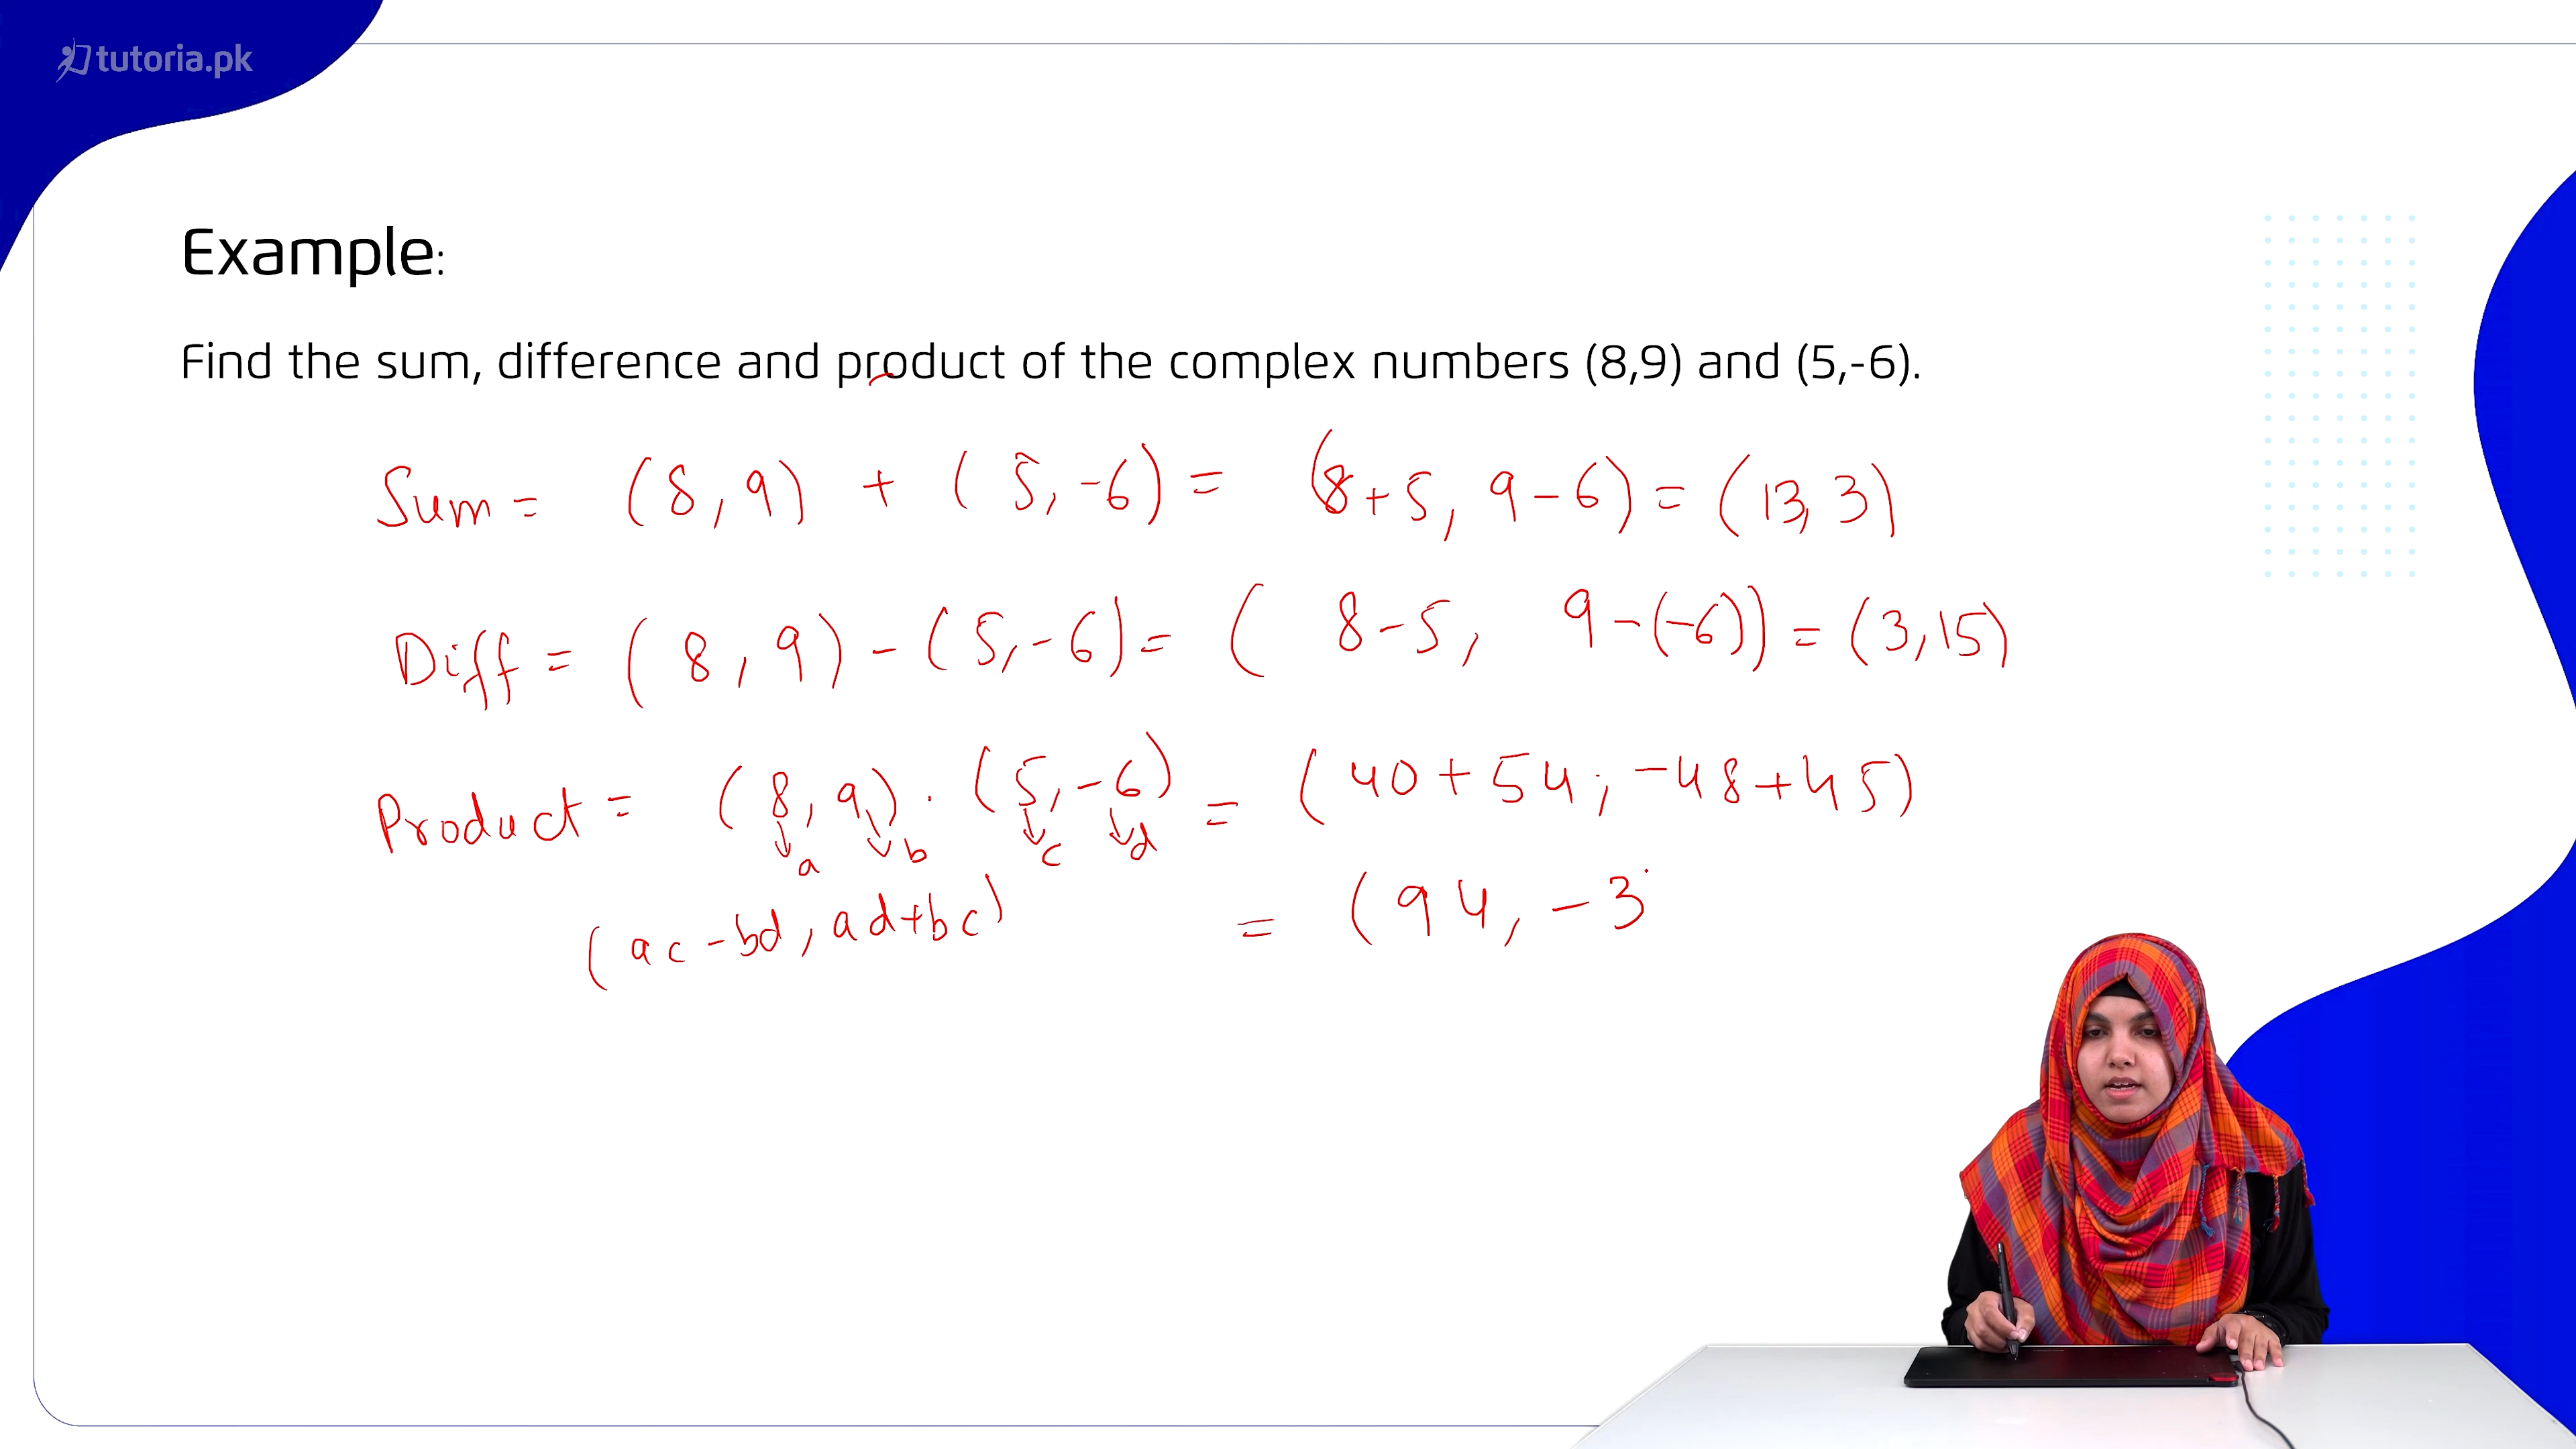 tutoria.pk
Example:
Find the sum, difference and product of the complex numbers (8,9) and (5,-6).
Sum = (8, 9) + (5, -6) = (8+5, 9-6) = (13, 3)
Diff = (8, 9) - (5, -6) = (8-5, 9-(-6)) = (3, 15)
Product = (8, 9) . (5, -6) = (40+54, -48+45)
a b c d
(ac-bd, ad+bc) = (94, -3